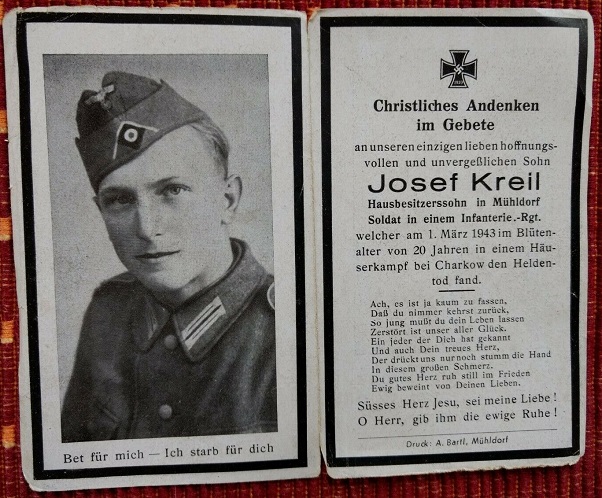 Bet für mich — Ich starb für dich
Christliches Andenken
im Gebete
an unseren einzigen lieben hoffnungs-
vollen und unvergeßlichen Sohn
Josef Kreil
Hausbesitzerssohn in Mühldorf
Soldat in einem Infanterie.-Rgt.
welcher am 1. März 1943 im Blüten-
alter von 20 Jahren in einem Häu-
serkampf bei Charkow den Helden-
tod fand.
Ach, es ist ja kaum zu fassen,
Daß du nimmer kehrst zurück,
So jung mußt du dein Leben lassen
Zerstört ist unser aller Glück.
Ein jeder der Dich hat gekannt
Und auch Dein treues Herz,
Der drückt uns nur noch stumm die Hand
In diesem großen Schmerz.
Du gutes Herz ruh still im Frieden
Ewig beweint von Deinen Lieben.
Süsses Herz Jesu, sei meine Liebe!
O Herr, gib ihm die ewige Ruhe!
Druck: A. Bartl, Mühldorf